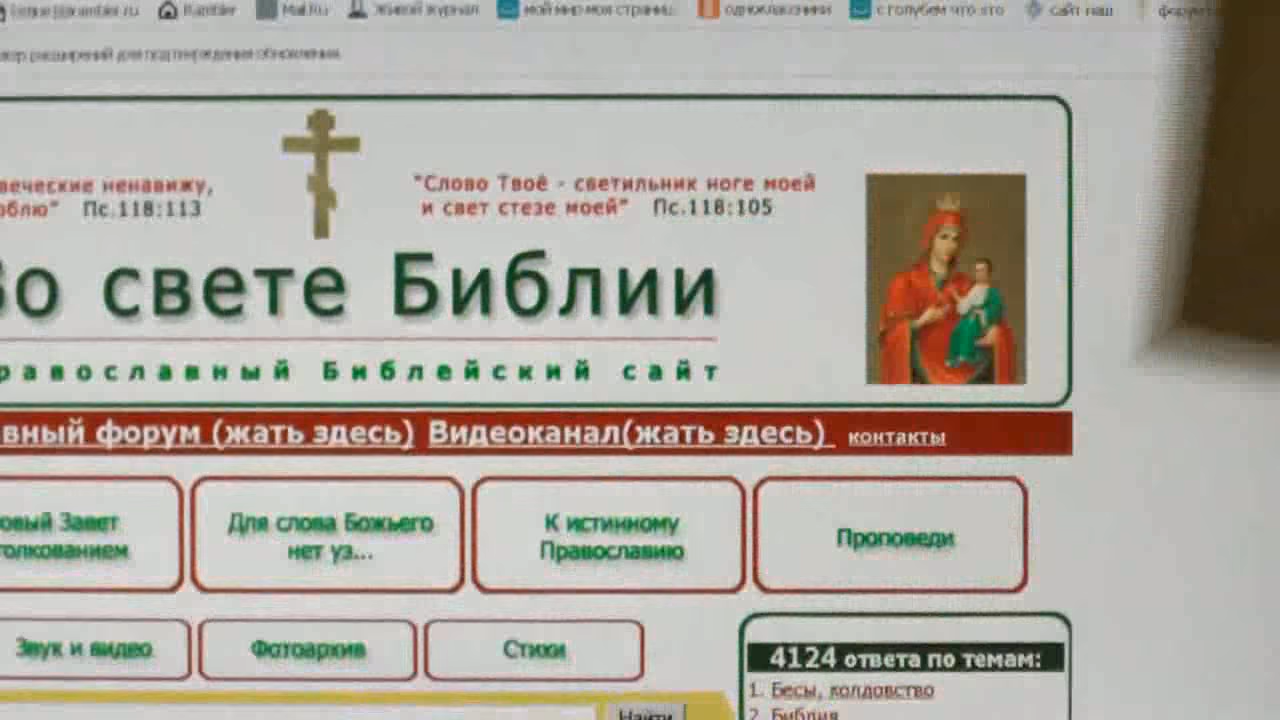 Rambler
Mail.Ru
живой журнал
мой мир моя страниц
одноклассники
с голубем что это
сайт наш
форум
веческие ненавижу,
"Слово Твоё - светильник ноге моей
облю" Пс.118:113
и свет стезе моей" Пс.118:105
Во свете Библии
равославный Библейский сайт
вный форум (жать здесь) Видеоканал(жать здесь) контакты
овый Завет
толкованием
Для слова Божьего
нет уз...
К истинному
Православию
Проповеди
Звук и видео
Фотоархив
Стихи
4124 ответа по темам:
1. Бесы, колдовство
2. Библия
Найти